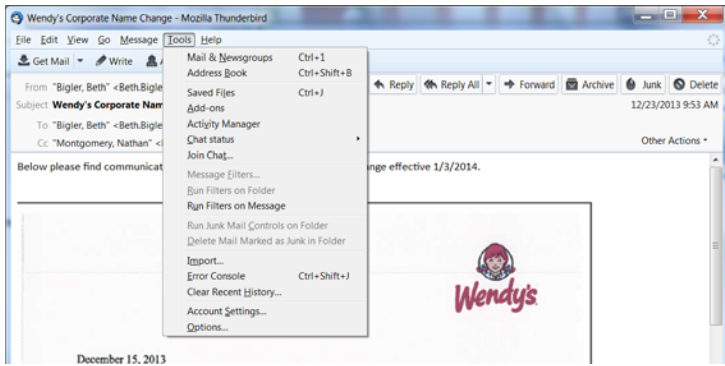 Wendy's Corporate Name Change - Mozilla Thunderbird
File Edit View Go Message Tools Help
Get Mail Write
Mail & Newsgroups Ctrl+1
Address Book Ctrl+Shift+B
Saved Files Ctrl+J
Add-ons
Activity Manager
Chat status
Join Chat...
Message Filters...
Run Filters on Folder
Run Filters on Message
Run Junk Mail Controls on Folder
Delete Mail Marked as Junk in Folder
Import...
Error Console Ctrl+Shift+J
Clear Recent History...
Account Settings...
Options...
Reply Reply All Forward Archive Junk Delete
From "Bigler, Beth" <Beth.Bigle
Subject Wendy's Corporate Nam
12/23/2013 9:53 AM
To "Bigler, Beth" <Beth.Bigle
Cc "Montgomery, Nathan" <
Other Actions
Below please find communicat
nge effective 1/3/2014.
Wendy's
December 15, 2013